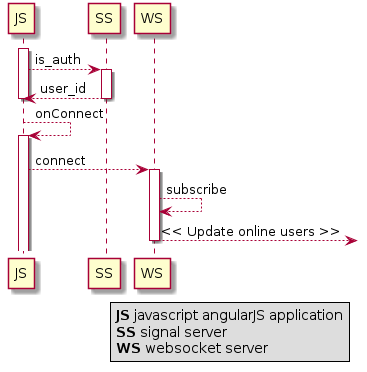 JS SS WS
is_auth
user_id
onConnect
connect
subscribe
<< Update online users >>
JS SS WS
JS javascript angularJS application
SS signal server
WS websocket server